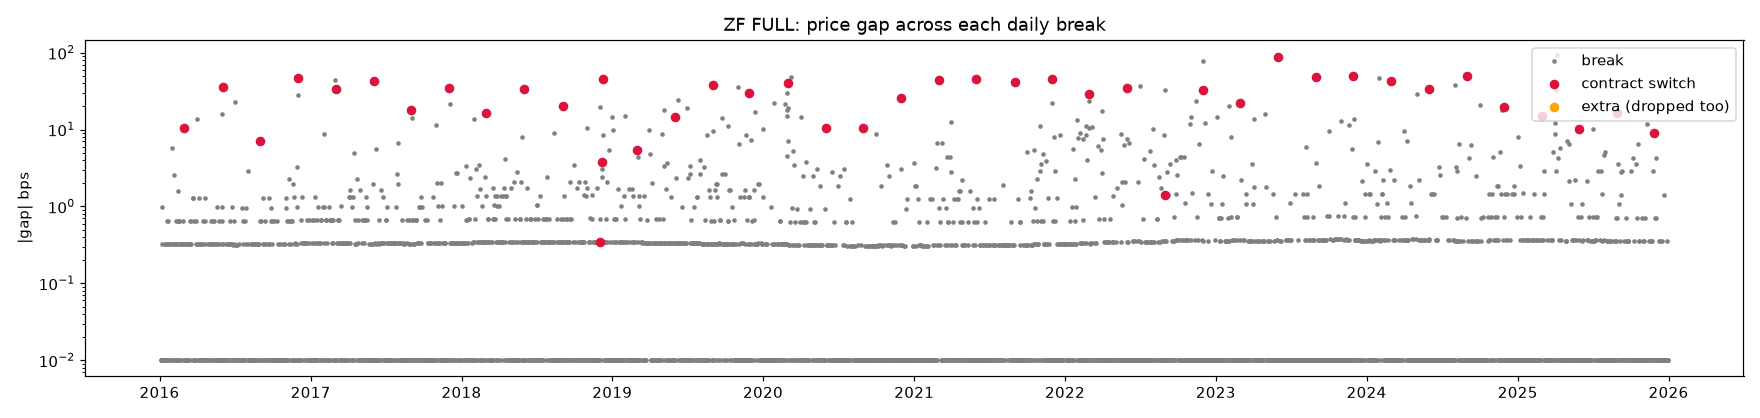 ZF FULL: price gap across each daily break
|gap| bps
10²
10¹
10⁰
10⁻¹
10⁻²
break
contract switch
extra (dropped too)
2016 2017 2018 2019 2020 2021 2022 2023 2024 2025 2026